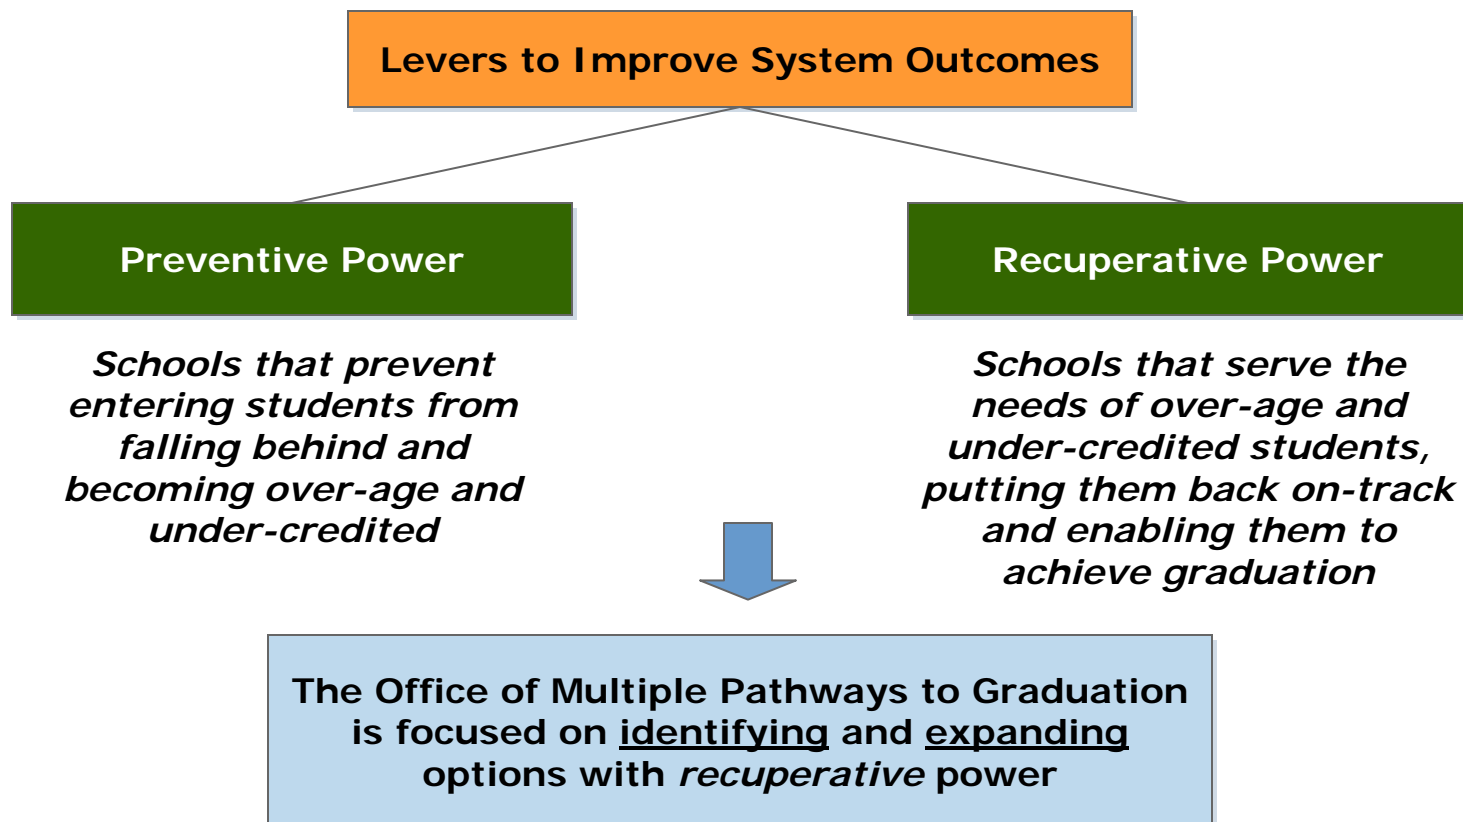 Levers to Improve System Outcomes
Preventive Power
Recuperative Power
Schools that prevent
entering students from
falling behind and
becoming over-age and
under-credited
Schools that serve the
needs of over-age and
under-credited students,
putting them back on-track
and enabling them to
achieve graduation
The Office of Multiple Pathways to Graduation
is focused on identifying and expanding
options with recuperative power